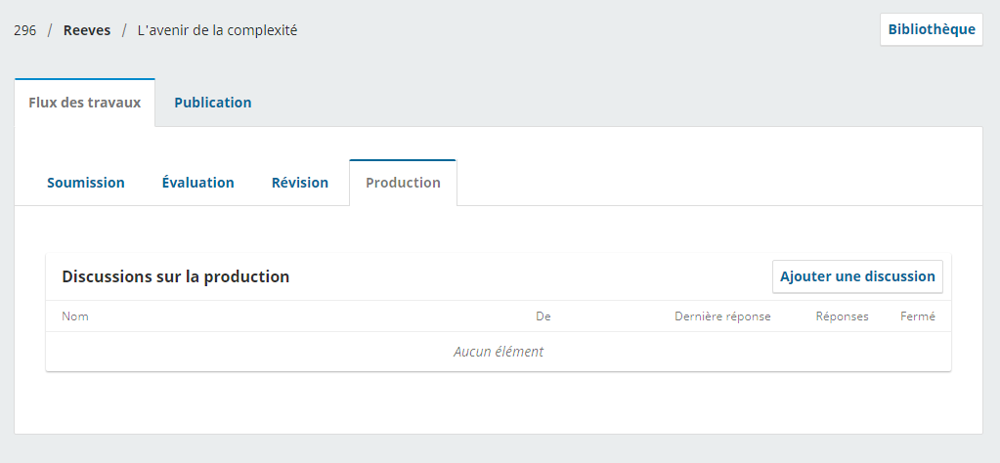 296 / Reeves / L'avenir de la complexité
Bibliothèque
Flux des travaux Publication
Soumission Évaluation Révision Production
Discussions sur la production Ajouter une discussion
Nom De Dernière réponse Réponses Fermé
Aucun élément